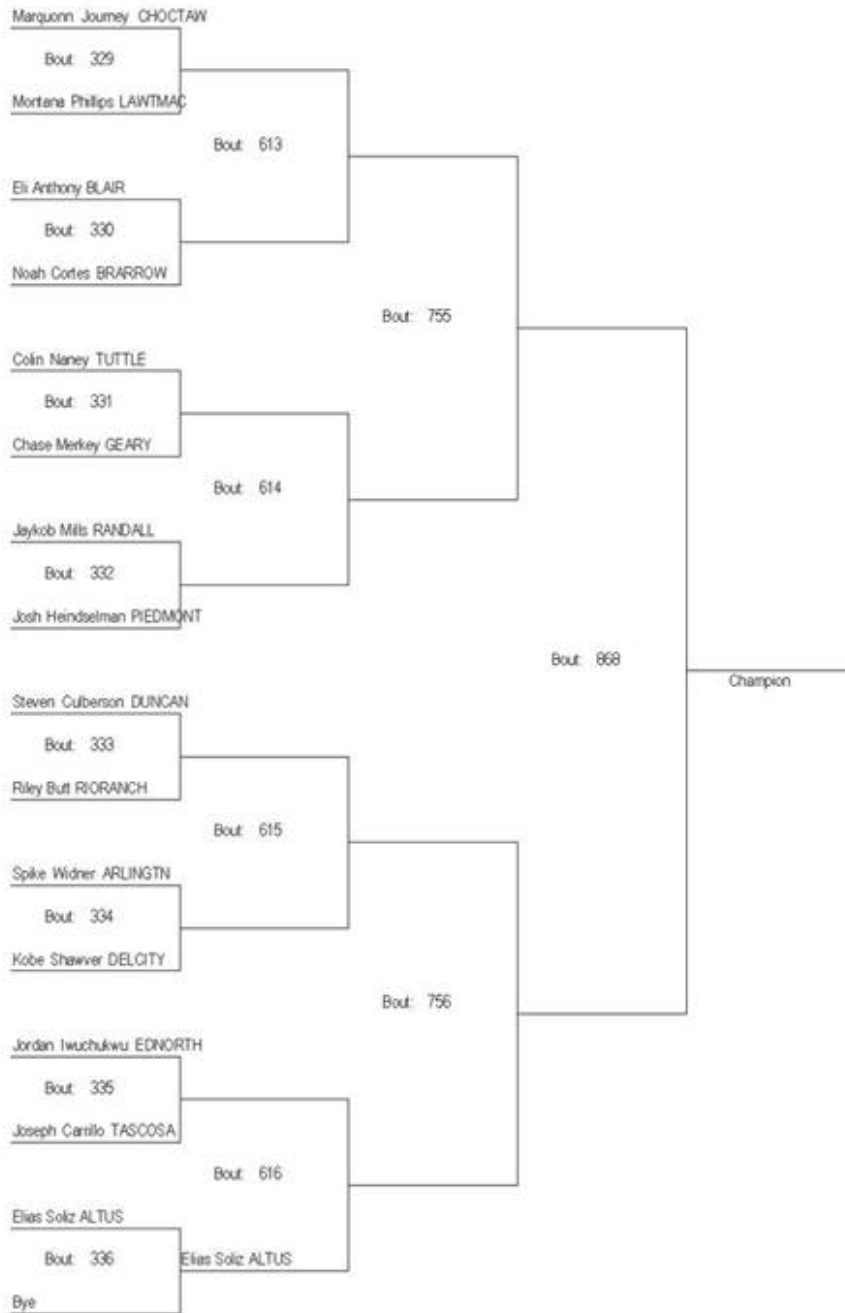 Marquonn Journey CHOCTAW
Bout: 329
Montana Phillips LAWTMAC
Bout: 613
Eli Anthony BLAIR
Bout: 330
Noah Cortes BRARROW
Bout: 755
Colin Naney TUTTLE
Bout: 331
Chase Merkey GEARY
Bout: 614
Jaykob Mills RANDALL
Bout: 332
Josh Heindselman PIEDMONT
Bout: 868
Champion
Steven Culberson DUNCAN
Bout: 333
Riley Butt RIORANCH
Bout: 615
Spike Widner ARLINGTN
Bout: 334
Kobe Shawver DELCITY
Bout: 756
Jordan Iwuchukwu EDNORTH
Bout: 335
Joseph Carrillo TASCOSA
Bout: 616
Elias Soliz ALTUS
Bout: 336
Elias Soliz ALTUS
Bye